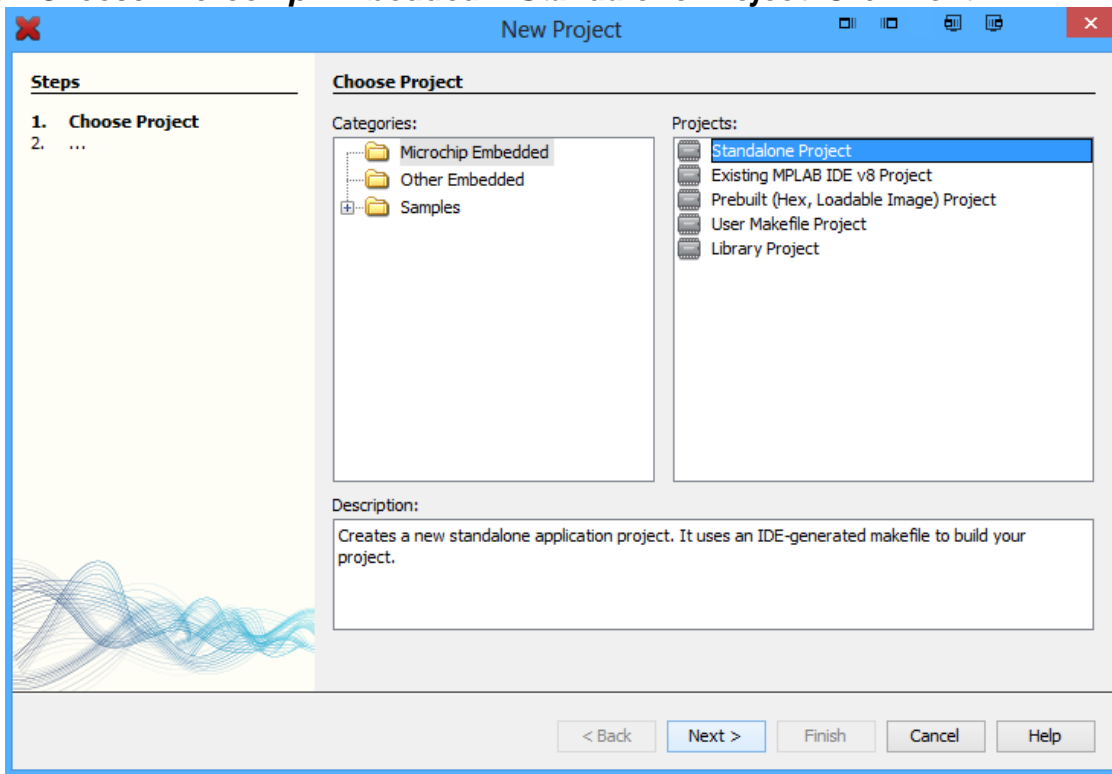 New Project
Steps
1. Choose Project
2. ...
Choose Project
Categories:
Microchip Embedded
Other Embedded
Samples
Projects:
Standalone Project
Existing MPLAB IDE v8 Project
Prebuilt (Hex, Loadable Image) Project
User Makefile Project
Library Project
Description:
Creates a new standalone application project. It uses an IDE-generated makefile to build your
project.
< Back Next > Finish Cancel Help